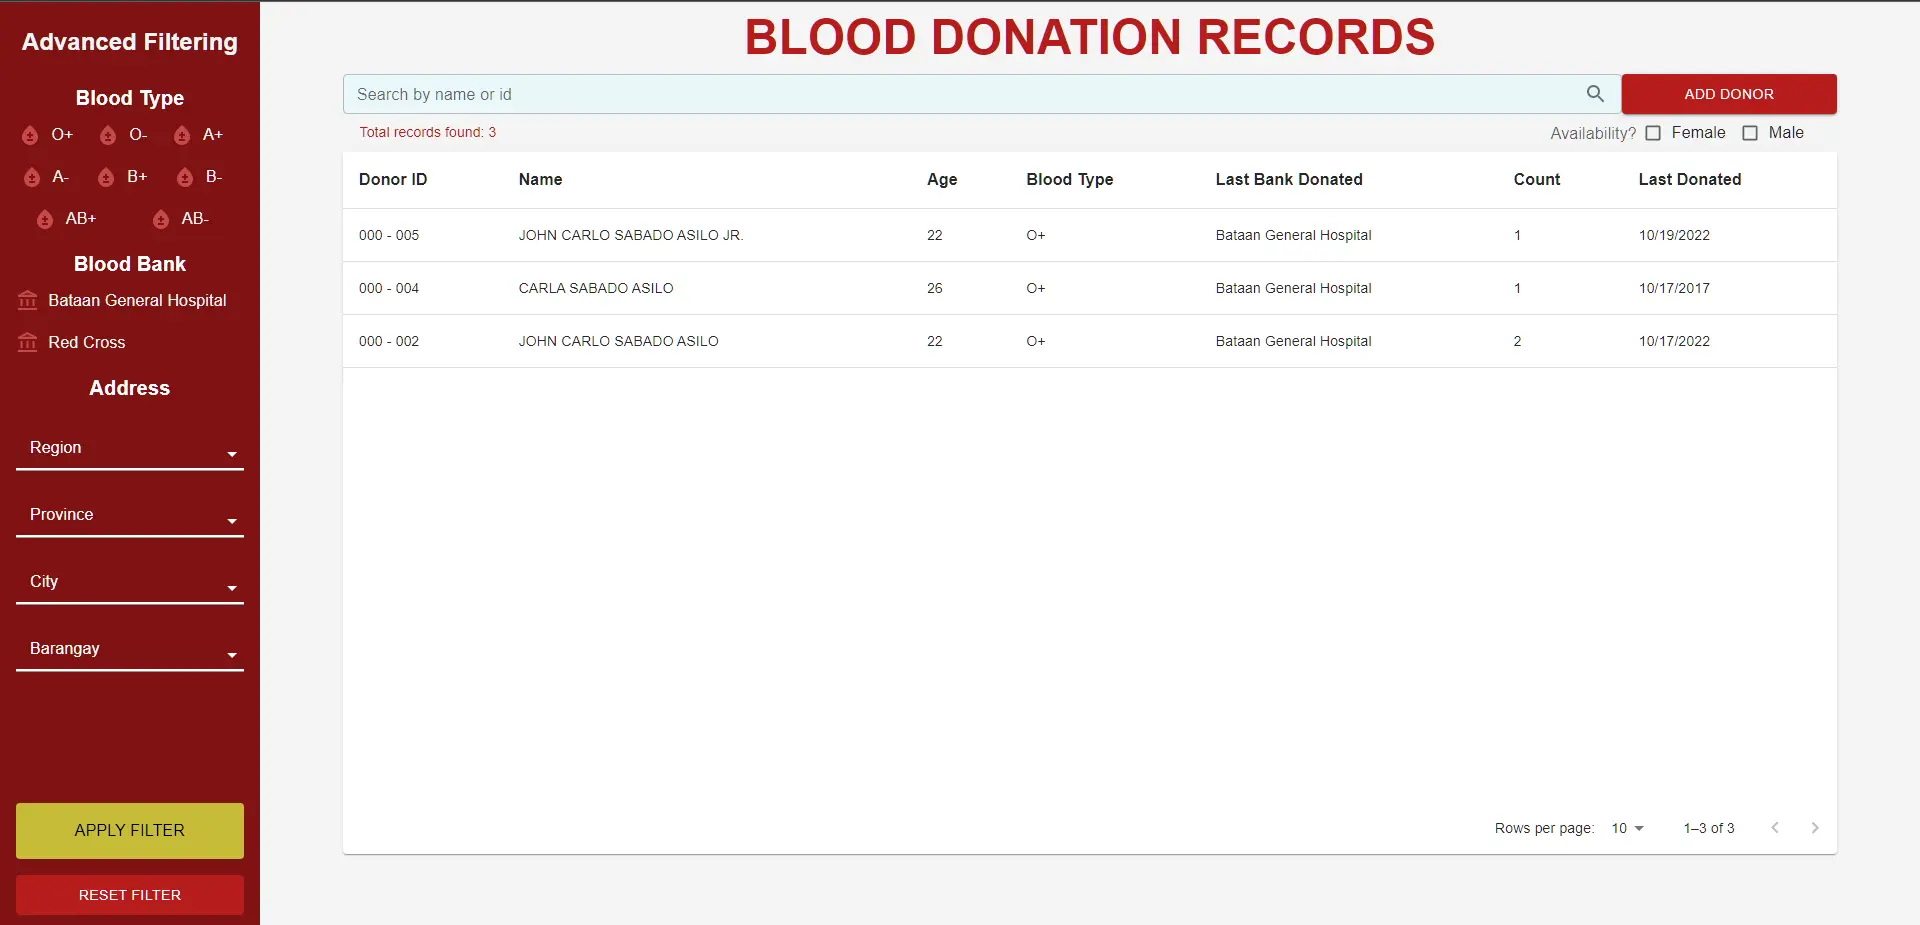 Advanced Filtering
Blood Type
O+ O- A+
A- B+ B-
AB+ AB-
Blood Bank
Bataan General Hospital
Red Cross
Address
Region
Province
City
Barangay
APPLY FILTER
RESET FILTER
BLOOD DONATION RECORDS
Search by name or id
ADD DONOR
Total records found: 3
Availability? Female Male
Donor ID Name Age Blood Type Last Bank Donated Count Last Donated
000 - 005 JOHN CARLO SABADO ASILO JR. 22 O+ Bataan General Hospital 1 10/19/2022
000 - 004 CARLA SABADO ASILO 26 O+ Bataan General Hospital 1 10/17/2017
000 - 002 JOHN CARLO SABADO ASILO 22 O+ Bataan General Hospital 2 10/17/2022
Rows per page: 10 1–3 of 3